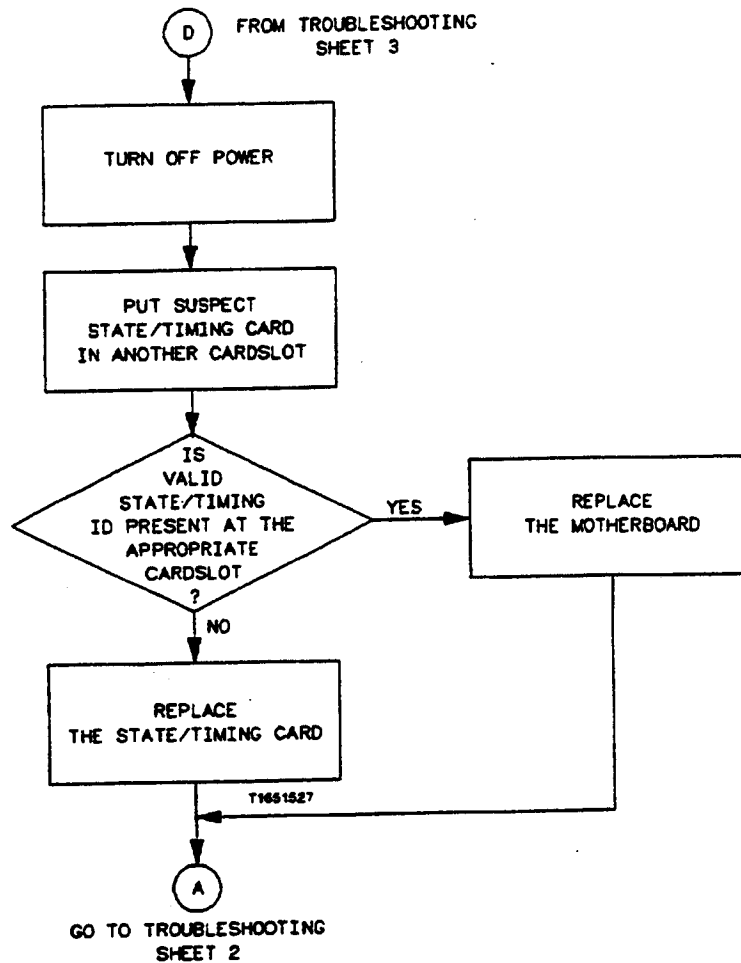 D
FROM TROUBLESHOOTING
SHEET 3
TURN OFF POWER
PUT SUSPECT
STATE/TIMING CARD
IN ANOTHER CARDSLOT
IS
VALID
STATE/TIMING
ID PRESENT AT THE
APPROPRIATE
CARDSLOT
?
YES
REPLACE
THE MOTHERBOARD
NO
REPLACE
THE STATE/TIMING CARD
T1651527
A
GO TO TROUBLESHOOTING
SHEET 2